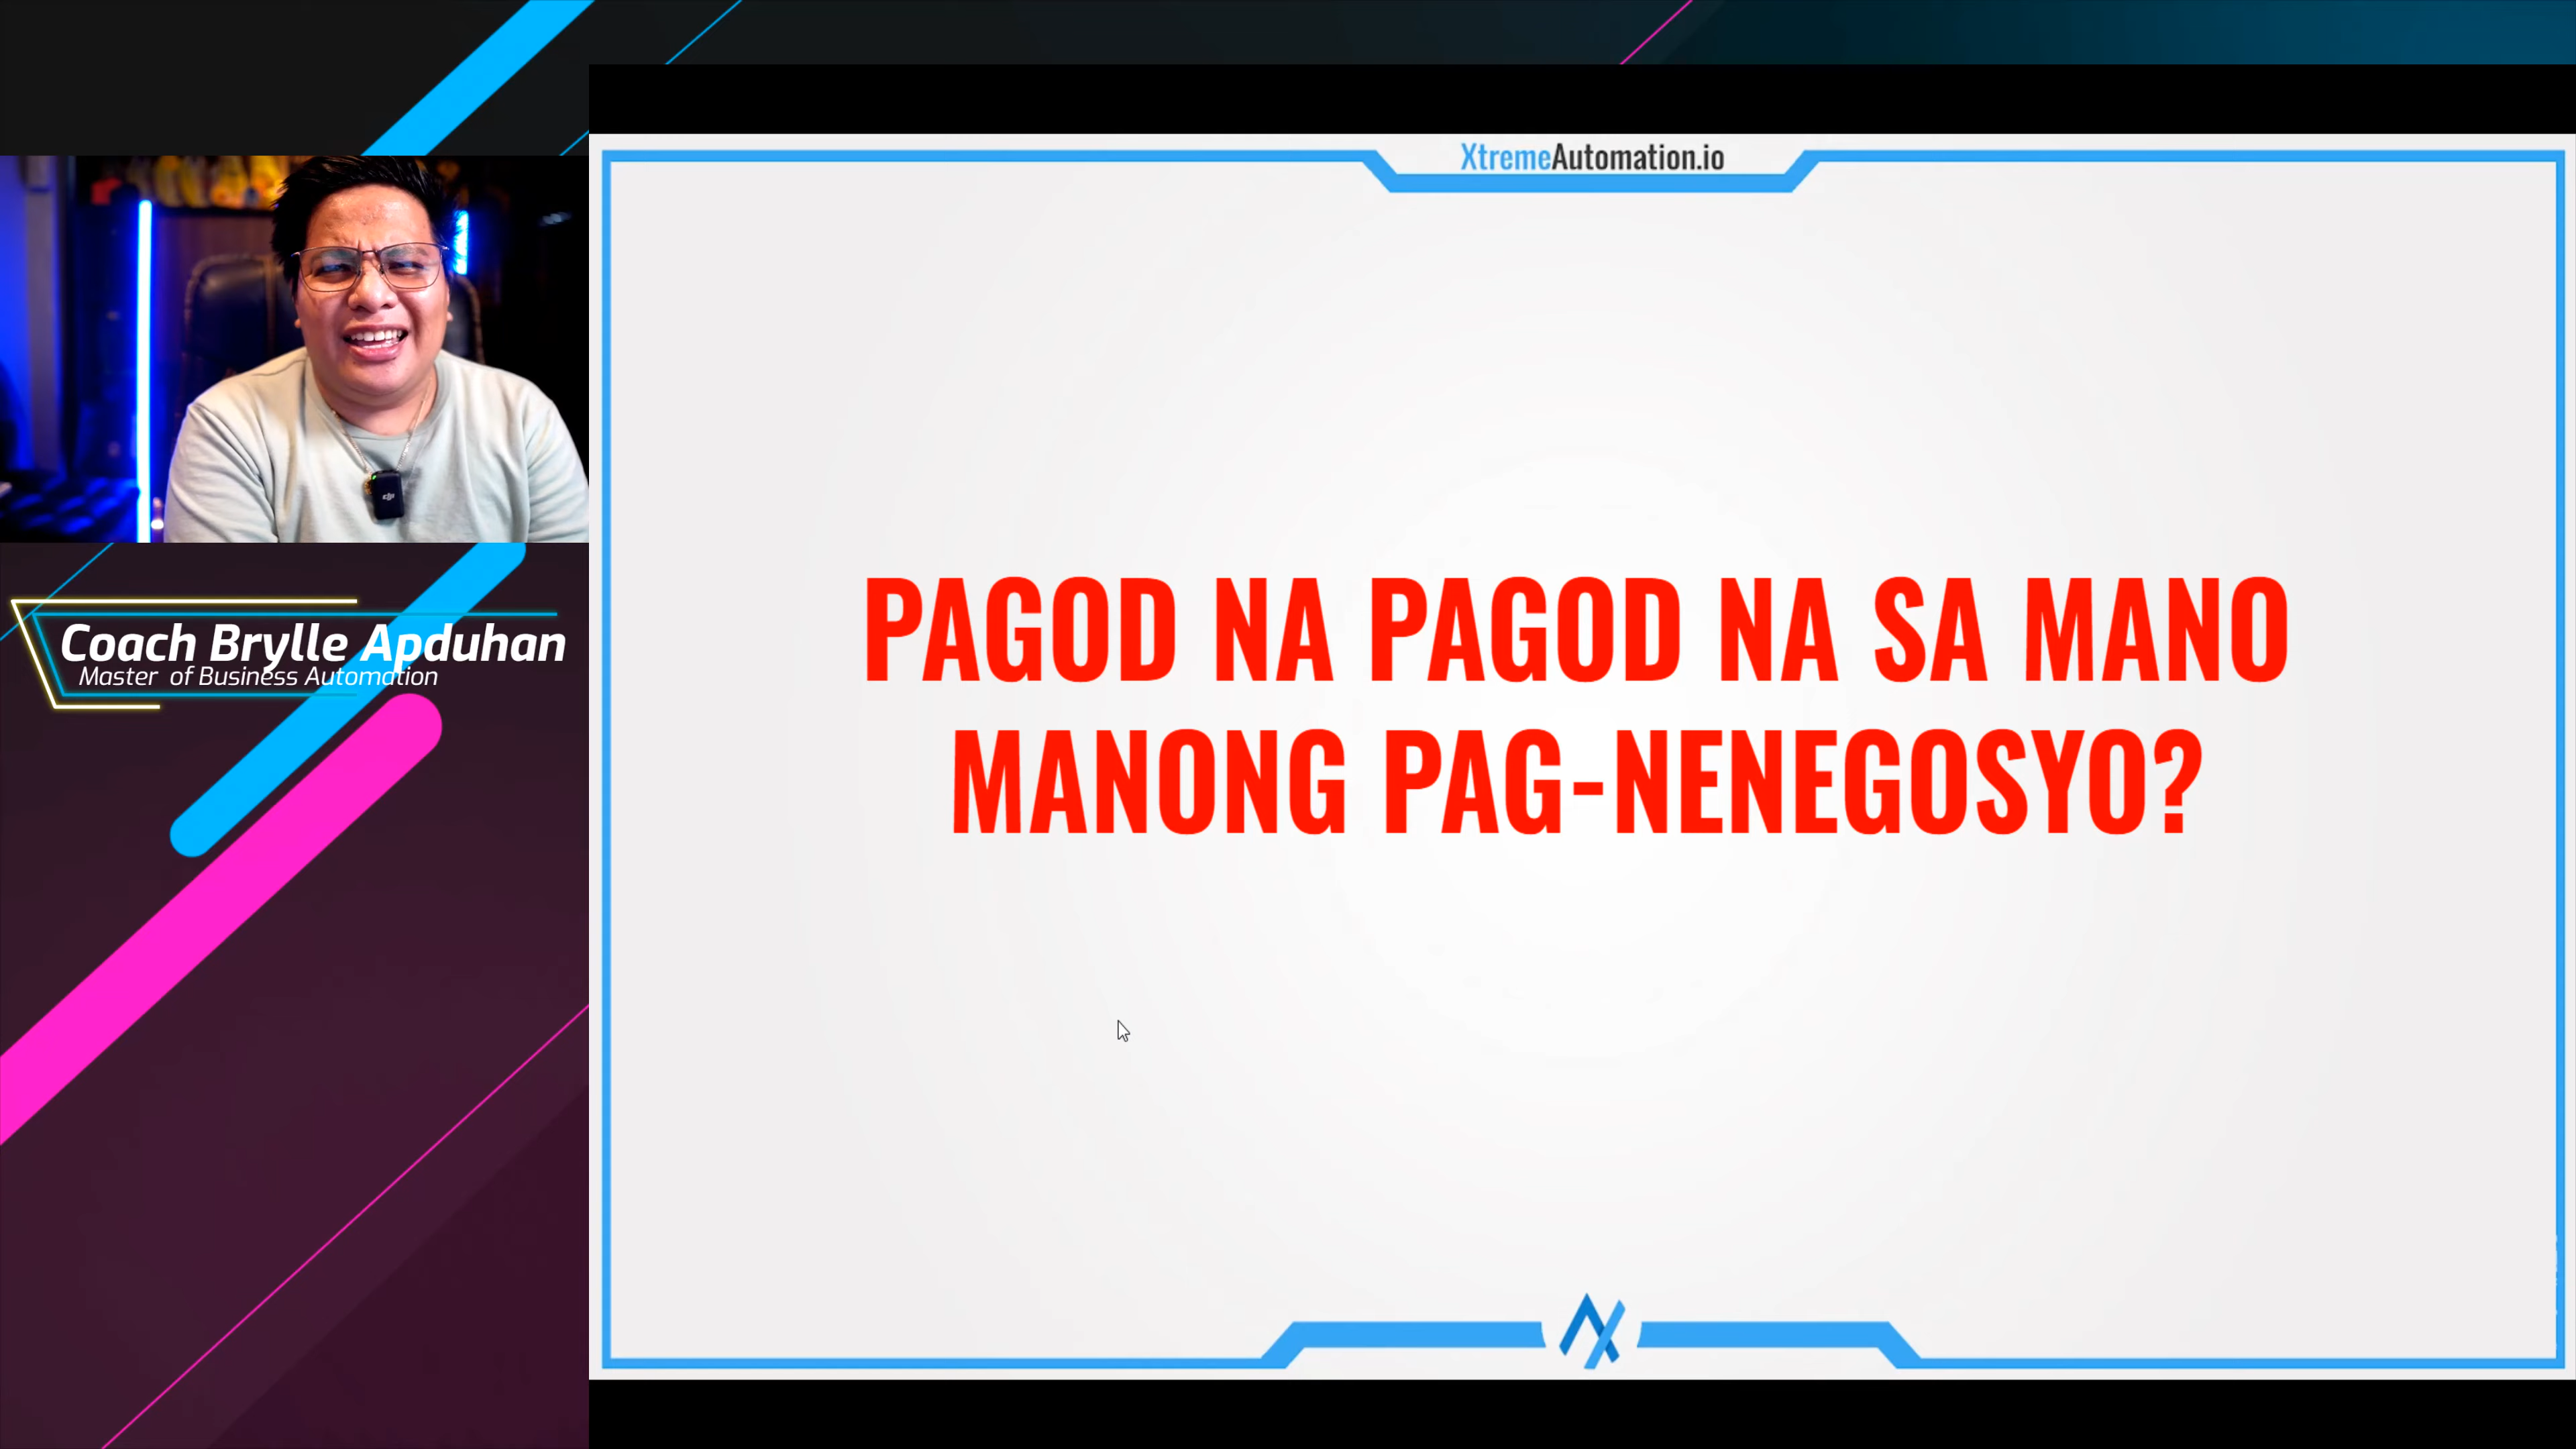 XtremeAutomation.io
Coach Brylle Apduhan
Master of Business Automation
PAGOD NA PAGOD NA SA MANO
MANONG PAG-NENEGOSYO?